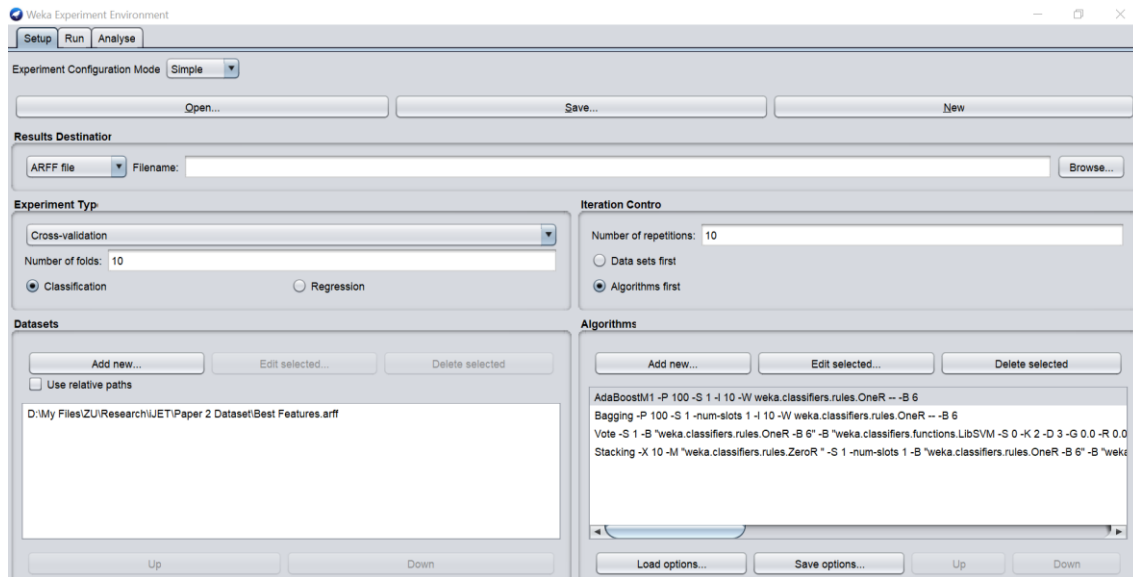 Weka Experiment Environment
Setup Run Analyse
Experiment Configuration Mode Simple
Open... Save... New
Results Destination
ARFF file Filename: Browse...
Experiment Typ Iteration Contro
Cross-validation Number of repetitions: 10
Number of folds: 10 Data sets first
Classification Regression Algorithms first
Datasets Algorithms
Add new... Edit selected... Delete selected Add new... Edit selected... Delete selected
Use relative paths
D:\My Files\ZU\Research\iJET\Paper 2 Dataset\Best Features.arff
AdaBoostM1 -P 100 -S 1 -I 10 -W weka.classifiers.rules.OneR -- -B 6
Bagging -P 100 -S 1 -num-slots 1 -I 10 -W weka.classifiers.rules.OneR -- -B 6
Vote -S 1 -B "weka.classifiers.rules.OneR -B 6" -B "weka.classifiers.functions.LibSVM -S 0 -K 2 -D 3 -G 0.0 -R 0.0
Stacking -X 10 -M "weka.classifiers.rules.ZeroR " -S 1 -num-slots 1 -B "weka.classifiers.rules.OneR -B 6" -B "weka
Up Down Load options... Save options... Up Down